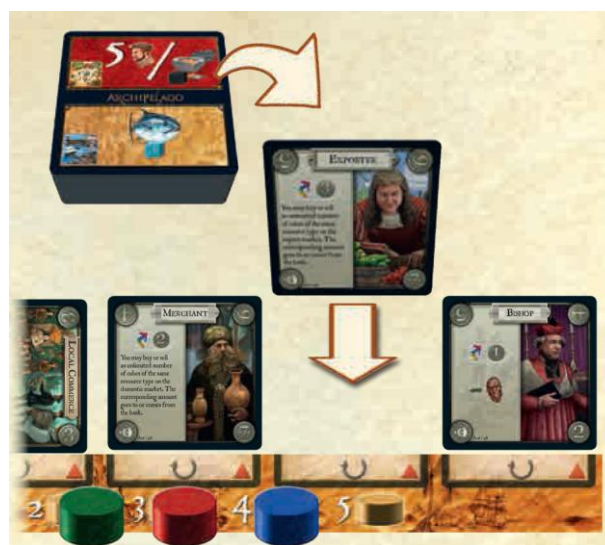 5 /
ARCHIPELAGO
EXPORTER
You may buy or sell
an unlimited number
of cubes of the same
resource type on the
export market. The
corresponding amount
goes to or comes from
the bank.
LOCAL COMMERCE
MERCHANT
2
You may buy or sell
an unlimited number
of cubes of the same
resource type on the
domestic market. The
corresponding amount
goes to or comes from
the bank.
BISHOP
1
2
2 3 4 5